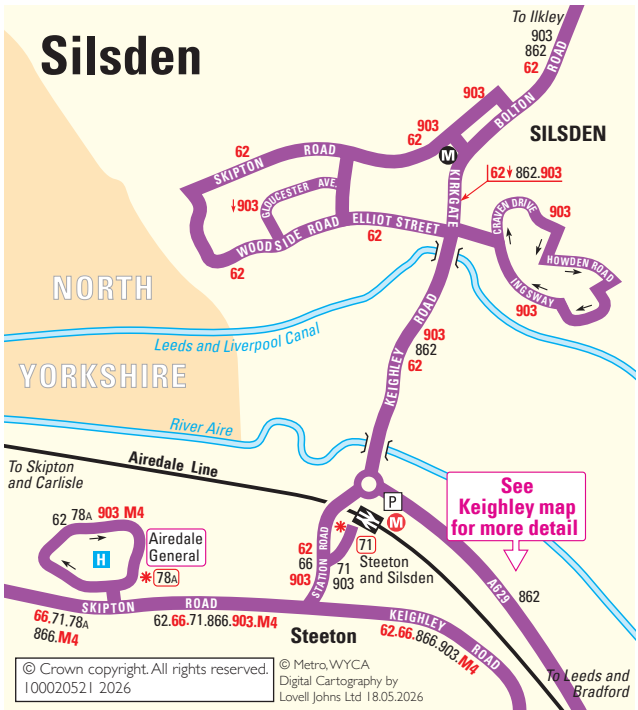 Silsden
To Ilkley
903
862
62
BOLTON
ROAD
SILSDEN
903
903
62
62
SKIPTON
ROAD
M
KIRKGATE
62 862.903
GLOUCESTER AVE
903
ELLIOT STREET
62
WOODSIDE ROAD
62
CRAVEN DRIVE
903
HOWDEN ROAD
INGSWAY
903
NORTH
YORKSHIRE
Leeds and Liverpool Canal
KEIGHLEY
ROAD
903
862
62
River Aire
To Skipton
and Carlisle
Airedale Line
See
Keighley map
for more detail
P
M
62 78A 903 M4
H
Airedale
General
* 78A
*
71
Steeton
and Silsden
62
66
903
STATION ROAD
71
903
A629
862
SKIPTON
ROAD
66.71.78A
866.M4
62.66.71.866.903.M4
Steeton
KEIGHLEY
ROAD
62.66.866.903.M4
To Leeds and
Bradford
© Crown copyright. All rights reserved.
100020521 2026
© Metro, WYCA
Digital Cartography by
Lovell Johns Ltd 18.05.2026